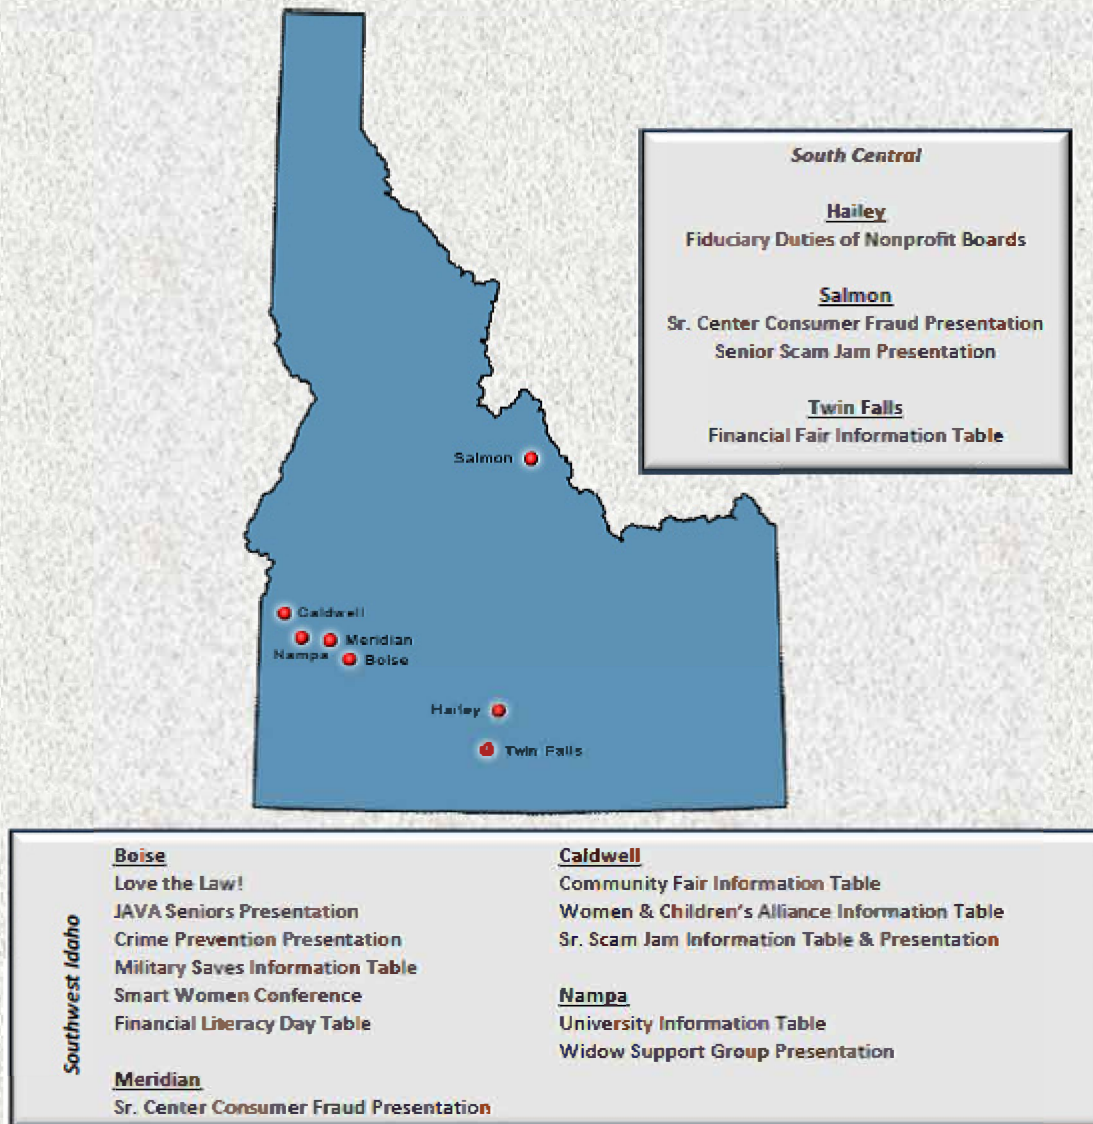 South Central
Hailey
Fiduciary Duties of Nonprofit Boards
Salmon
Sr. Center Consumer Fraud Presentation
Senior Scam Jam Presentation
Twin Falls
Financial Fair Information Table
Salmon
Caldwell
Meridian
Nampa
Boise
Hailey
Twin Falls
Southwest Idaho
Boise
Love the Law!
JAVA Seniors Presentation
Crime Prevention Presentation
Military Saves Information Table
Smart Women Conference
Financial Literacy Day Table
Meridian
Sr. Center Consumer Fraud Presentation
Caldwell
Community Fair Information Table
Women & Children's Alliance Information Table
Sr. Scam Jam Information Table & Presentation
Nampa
University Information Table
Widow Support Group Presentation